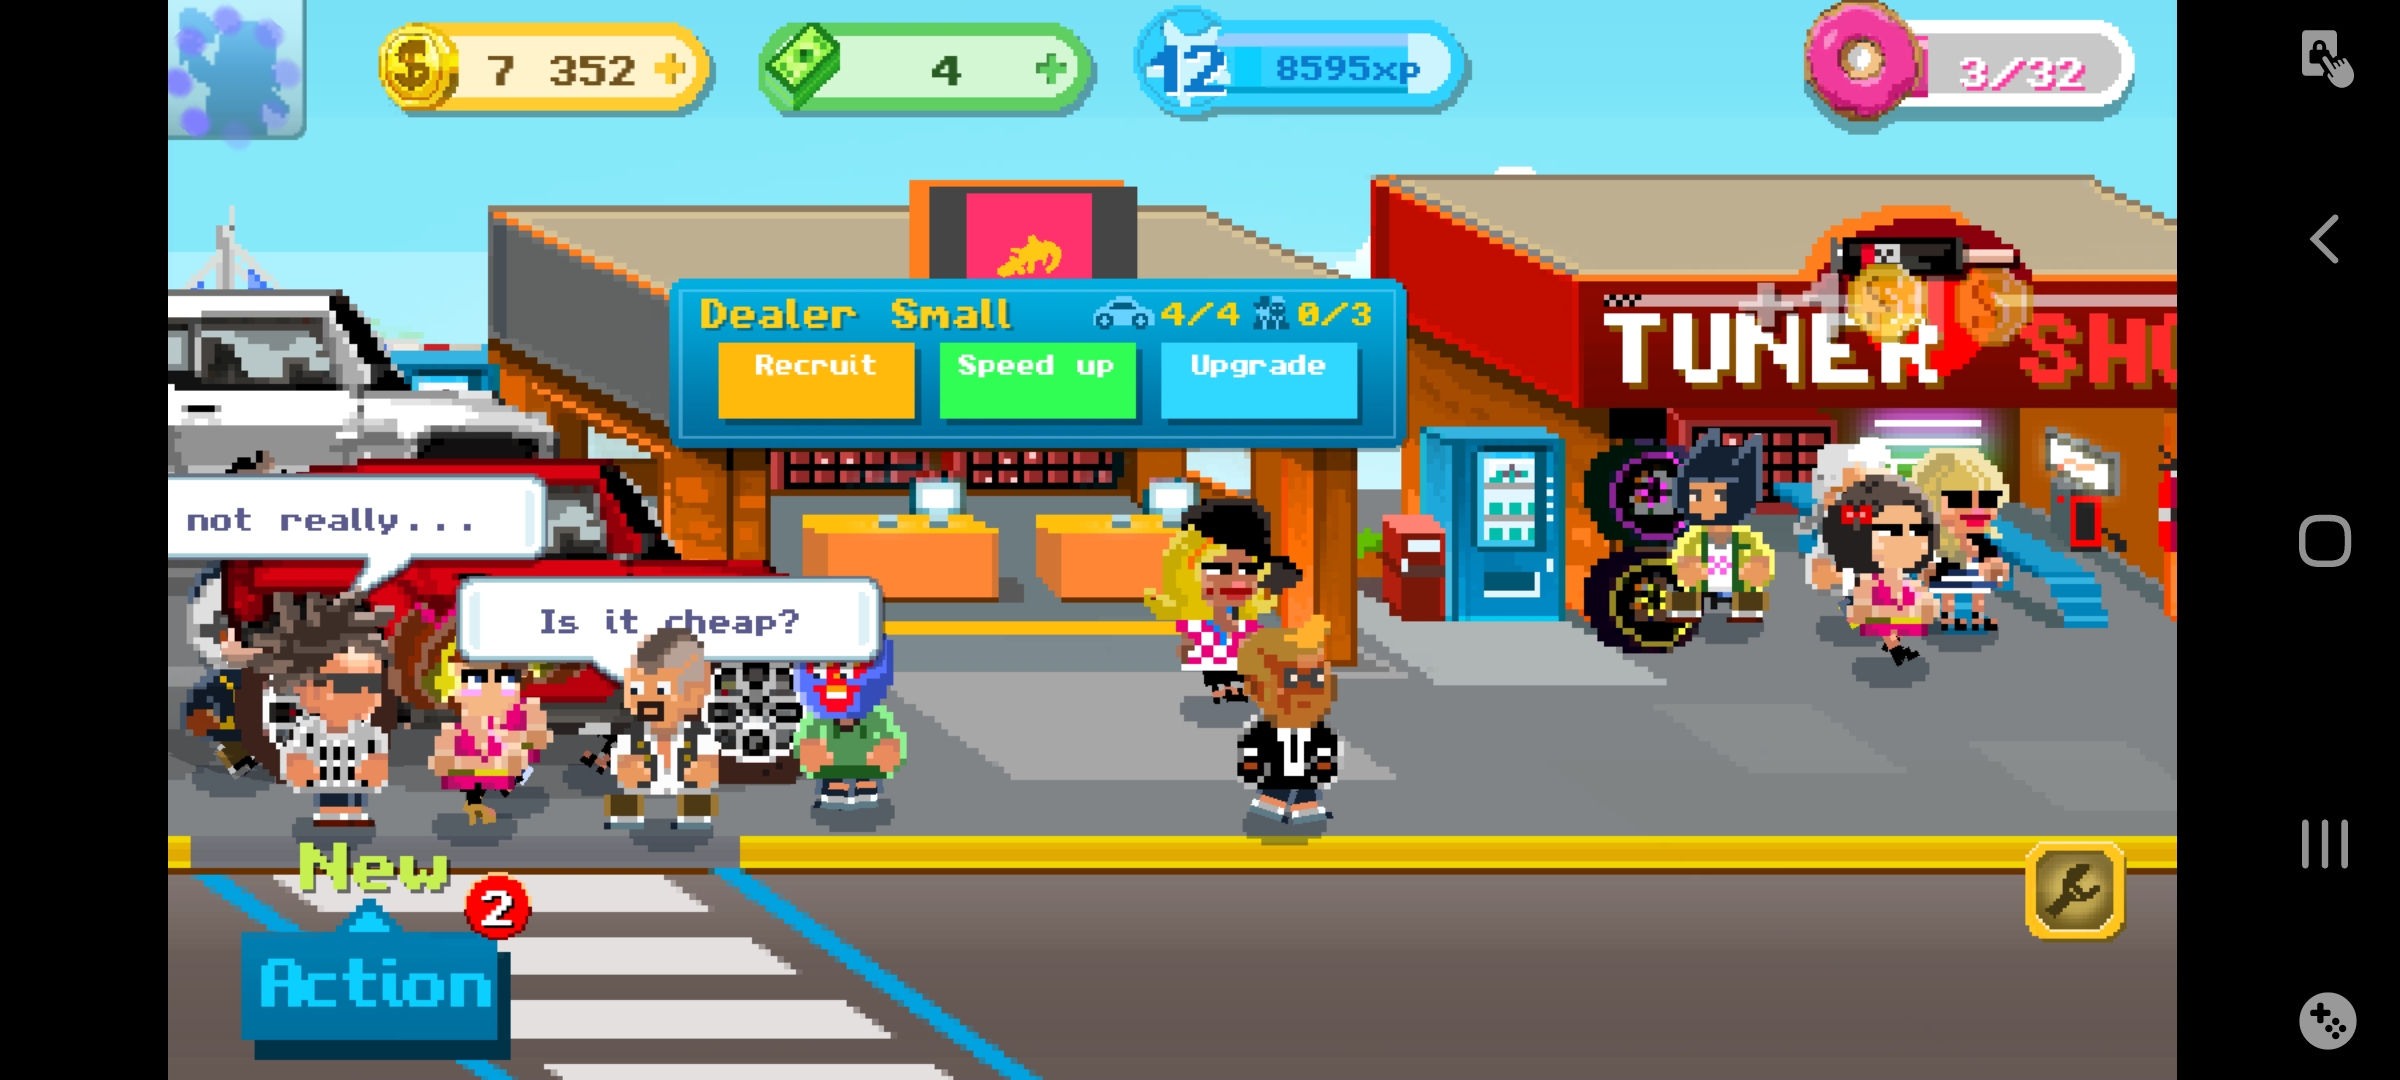 7 352
4
12
8595xp
3/32
Dealer Small 4/4 0/3
Recruit Speed up Upgrade
+1
TUNER SH
not really...
Is it cheap?
New
2
Action